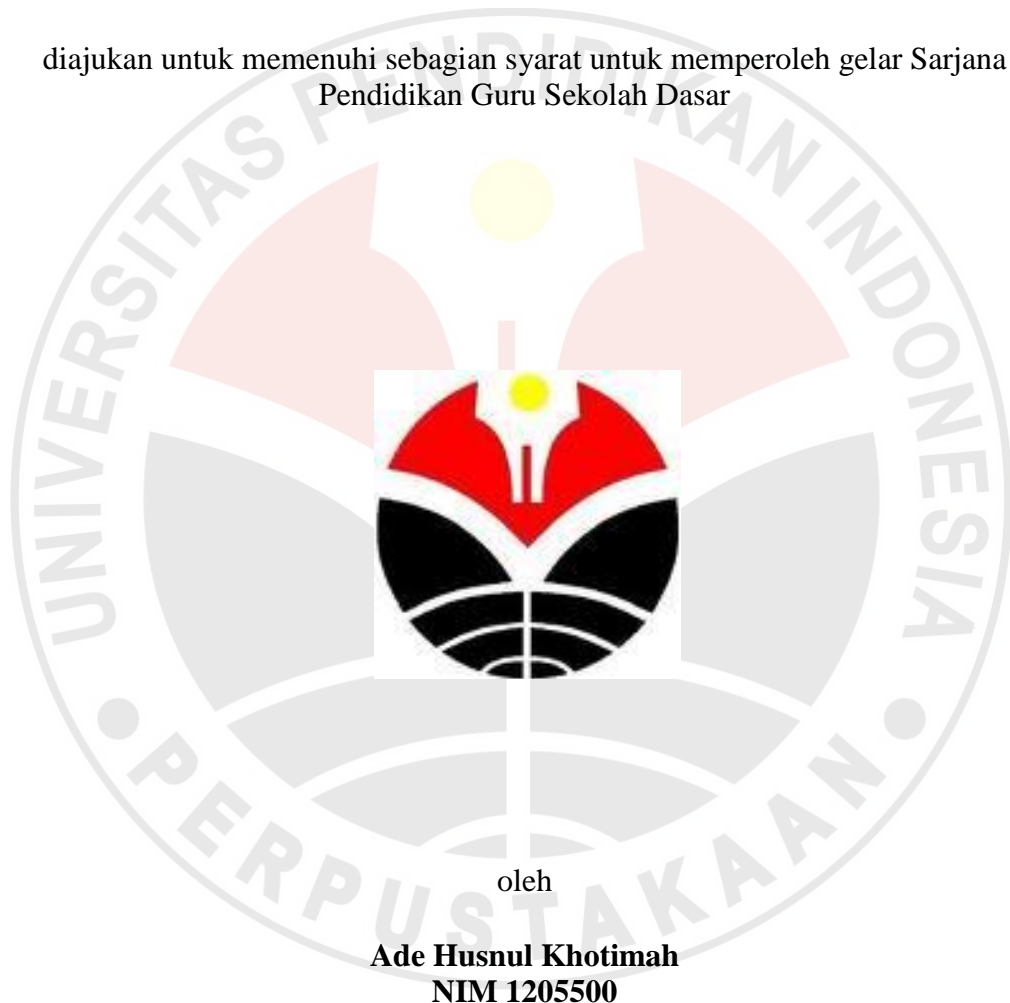 diajukan untuk memenuhi sebagian syarat untuk memperoleh gelar Sarjana
Pendidikan Guru Sekolah Dasar
UNIVERSITAS PENDIDIKAN INDONESIA
PERPUSTAKAAN
oleh
Ade Husnul Khotimah
NIM 1205500